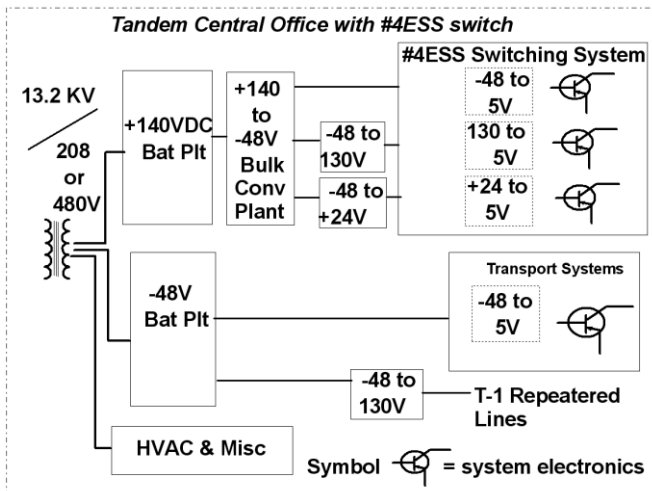 Tandem Central Office with #4ESS switch
13.2 KV
208
or
480V
+140VDC
Bat Plt
+140
to
-48V
Bulk
Conv
Plant
-48 to
130V
-48 to
+24V
#4ESS Switching System
-48 to
5V
130 to
5V
+24 to
5V
-48V
Bat Plt
Transport Systems
-48 to
5V
-48 to
130V
T-1 Repeatered
Lines
HVAC & Misc
Symbol = system electronics